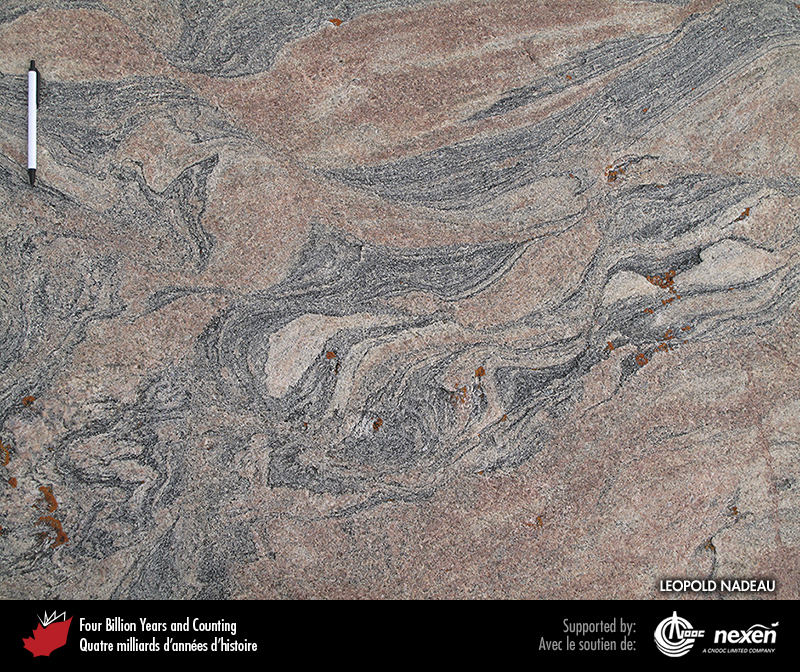 LEOPOLD NADEAU
Four Billion Years and Counting
Quatre milliards d'années d'histoire
Supported by:
Avec le soutien de:
CNOOC
nexen
A CNOOC LIMITED COMPANY